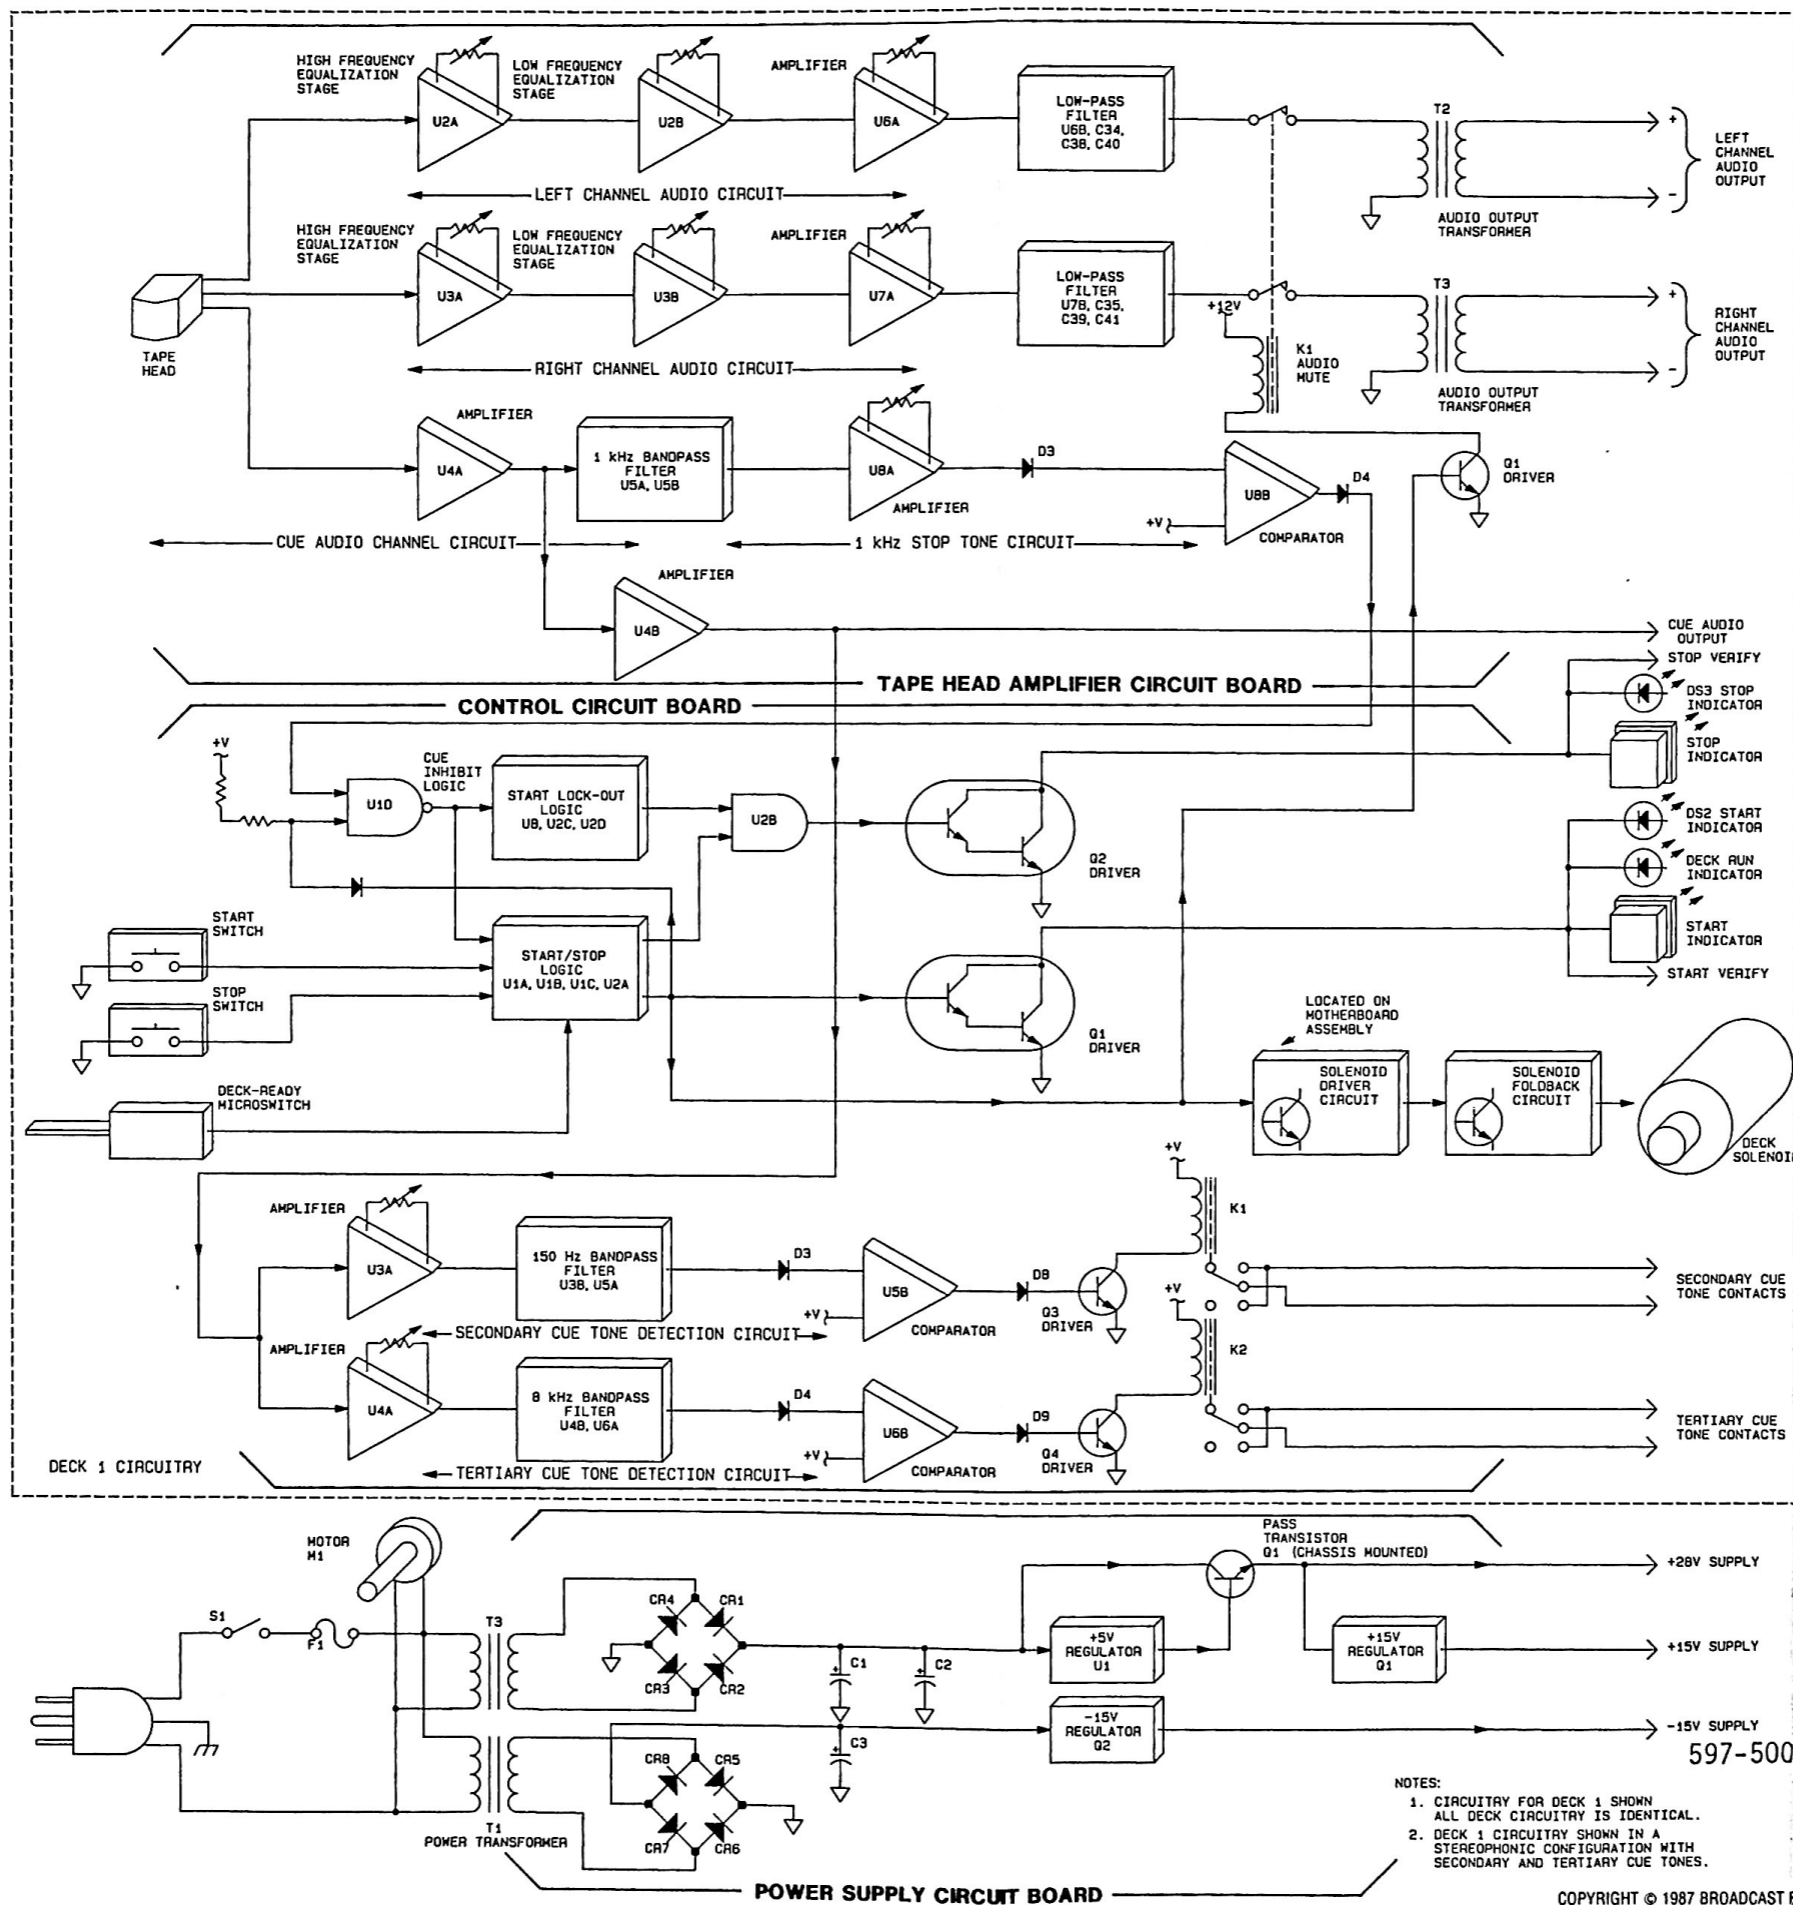 HIGH FREQUENCY
EQUALIZATION
STAGE
U2A
LOW FREQUENCY
EQUALIZATION
STAGE
U2B
AMPLIFIER
U6A
LOW-PASS
FILTER
U6B, C34,
C38, C40
T2
+
-
LEFT
CHANNEL
AUDIO
OUTPUT
AUDIO OUTPUT
TRANSFORMER
LEFT CHANNEL AUDIO CIRCUIT
HIGH FREQUENCY
EQUALIZATION
STAGE
U3A
LOW FREQUENCY
EQUALIZATION
STAGE
U3B
AMPLIFIER
U7A
LOW-PASS
FILTER
U7B, C35,
C39, C41
+12V
K1
AUDIO
MUTE
T3
+
-
RIGHT
CHANNEL
AUDIO
OUTPUT
AUDIO OUTPUT
TRANSFORMER
TAPE
HEAD
RIGHT CHANNEL AUDIO CIRCUIT
AMPLIFIER
U4A
1 kHz BANDPASS
FILTER
U5A, U5B
U8A
AMPLIFIER
D3
U8B
+V
COMPARATOR
D4
Q1
DRIVER
CUE AUDIO CHANNEL CIRCUIT
1 kHz STOP TONE CIRCUIT
AMPLIFIER
U4B
CUE AUDIO
OUTPUT
TAPE HEAD AMPLIFIER CIRCUIT BOARD
CONTROL CIRCUIT BOARD
STOP VERIFY
DS3 STOP
INDICATOR
STOP
INDICATOR
+V
CUE
INHIBIT
LOGIC
U1D
START LOCK-OUT
LOGIC
UB, U2C, U2D
U2B
Q2
DRIVER
DS2 START
INDICATOR
DECK RUN
INDICATOR
START
INDICATOR
START VERIFY
START
SWITCH
STOP
SWITCH
START/STOP
LOGIC
U1A, U1B, U1C, U2A
Q1
DRIVER
LOCATED ON
MOTHERBOARD
ASSEMBLY
SOLENOID
DRIVER
CIRCUIT
SOLENOID
FOLDBACK
CIRCUIT
DECK
SOLENOI
DECK-READY
MICROSWITCH
AMPLIFIER
U3A
150 Hz BANDPASS
FILTER
U3B, U5A
D3
+V
U5B
COMPARATOR
D8
Q3
DRIVER
+V
K1
SECONDARY CUE
TONE CONTACTS
SECONDARY CUE TONE DETECTION CIRCUIT
AMPLIFIER
U4A
8 kHz BANDPASS
FILTER
U4B, U6A
D4
+V
U6B
COMPARATOR
D9
Q4
DRIVER
+V
K2
TERTIARY CUE
TONE CONTACTS
TERTIARY CUE TONE DETECTION CIRCUIT
DECK 1 CIRCUITRY
MOTOR
M1
S1
F1
T3
CR4
CR1
CR3
CR2
C1
C2
PASS
TRANSISTOR
Q1 (CHASSIS MOUNTED)
+5V
REGULATOR
U1
+15V
REGULATOR
Q1
+28V SUPPLY
+15V SUPPLY
-15V
REGULATOR
Q2
-15V SUPPLY
C3
CR8
CR5
CR7
CR6
T1
POWER TRANSFORMER
597-500
NOTES:
1. CIRCUITRY FOR DECK 1 SHOWN
ALL DECK CIRCUITRY IS IDENTICAL.
2. DECK 1 CIRCUITRY SHOWN IN A
STEREOPHONIC CONFIGURATION WITH
SECONDARY AND TERTIARY CUE TONES.
POWER SUPPLY CIRCUIT BOARD
COPYRIGHT © 1987 BROADCAST